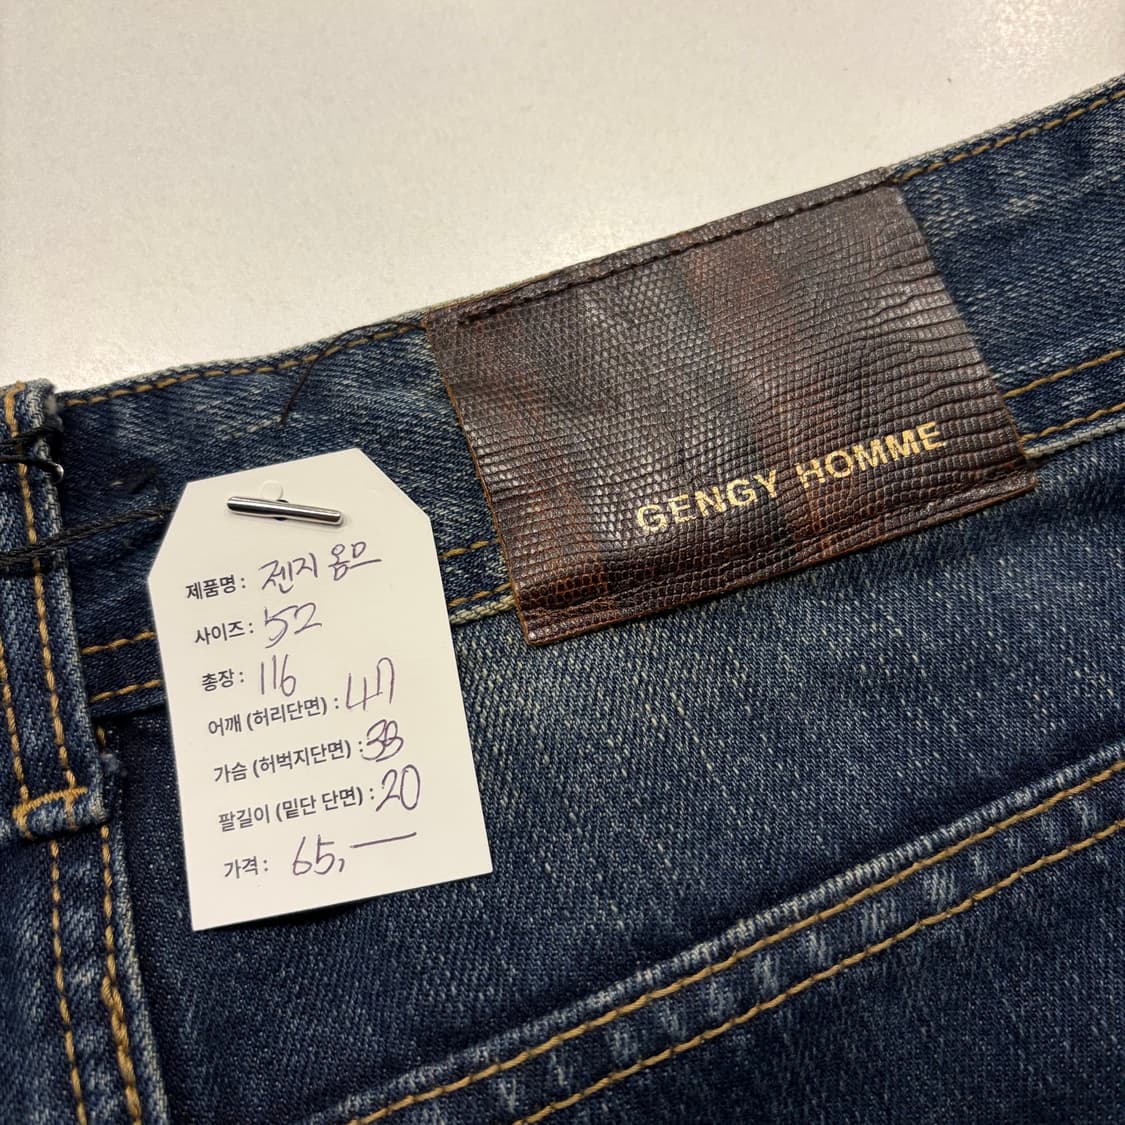 GENGY HOMME
제품명: 젠지 옴므
사이즈: 52
총장: 116
어깨 (허리단면) : 47
가슴 (허벅지단면) : 33
팔길이 (밑단 단면) : 20
가격: 65,—